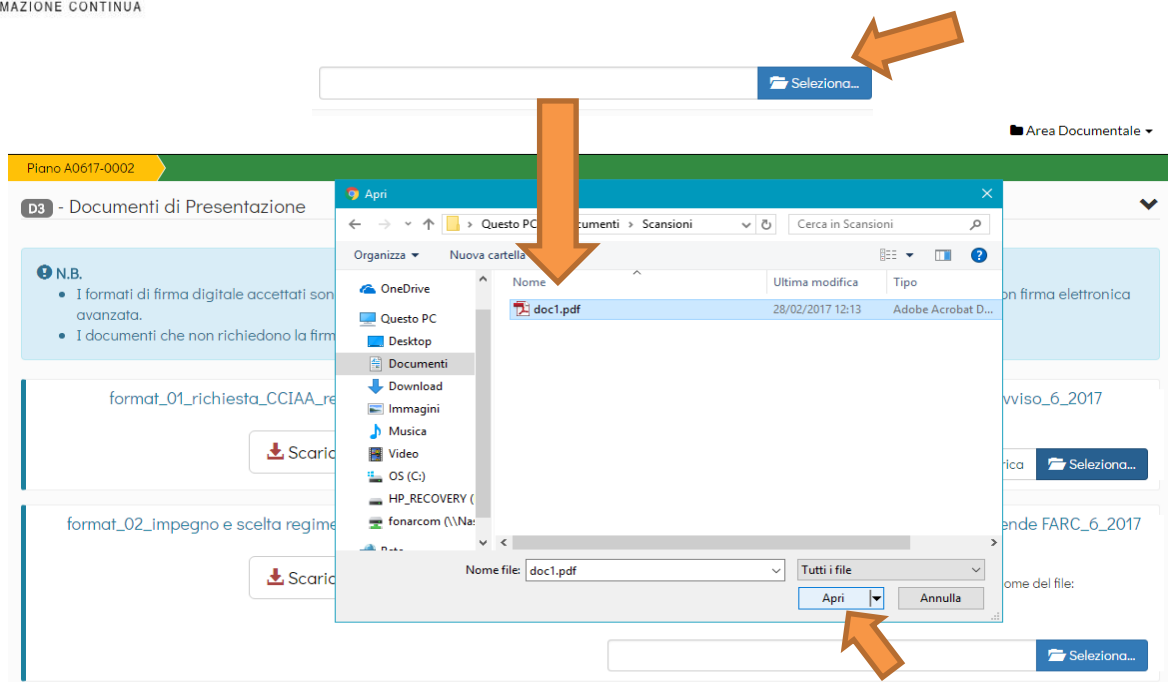 MAZIONE CONTINUA
Seleziona...
Area Documentale
Piano A0617-0002
D3 - Documenti di Presentazione
N.B.
I formati di firma digitale accettati son
on firma elettronica
avanzata.
I documenti che non richiedono la firm
format_01_richiesta_CCIAA_re
vviso_6_2017
Scaric
rica
Seleziona...
format_02_impegno e scelta regime
ende FARC_6_2017
Scaric
ome del file:
Seleziona...
Apri
Questo PC
cumenti > Scansioni
Cerca in Scansioni
Organizza
Nuova cartella
Nome
Ultima modifica
Tipo
doc1.pdf
28/02/2017 12:13
Adobe Acrobat D...
OneDrive
Questo PC
Desktop
Documenti
Download
Immagini
Musica
Video
OS (C:)
HP_RECOVERY (
fonarcom (\\Nas
Nome file:
doc1.pdf
Tutti i file
Apri
Annulla